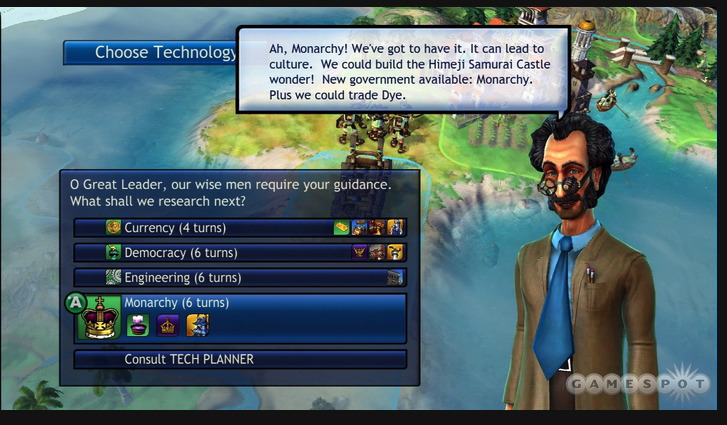 Choose Technology
Ah, Monarchy! We've got to have it. It can lead to
culture. We could build the Himeji Samurai Castle
wonder! New government available: Monarchy.
Plus we could trade Dye.
O Great Leader, our wise men require your guidance.
What shall we research next?
Currency (4 turns)
Democracy (6 turns)
Engineering (6 turns)
A Monarchy (6 turns)
Consult TECH PLANNER
GAMESPOT